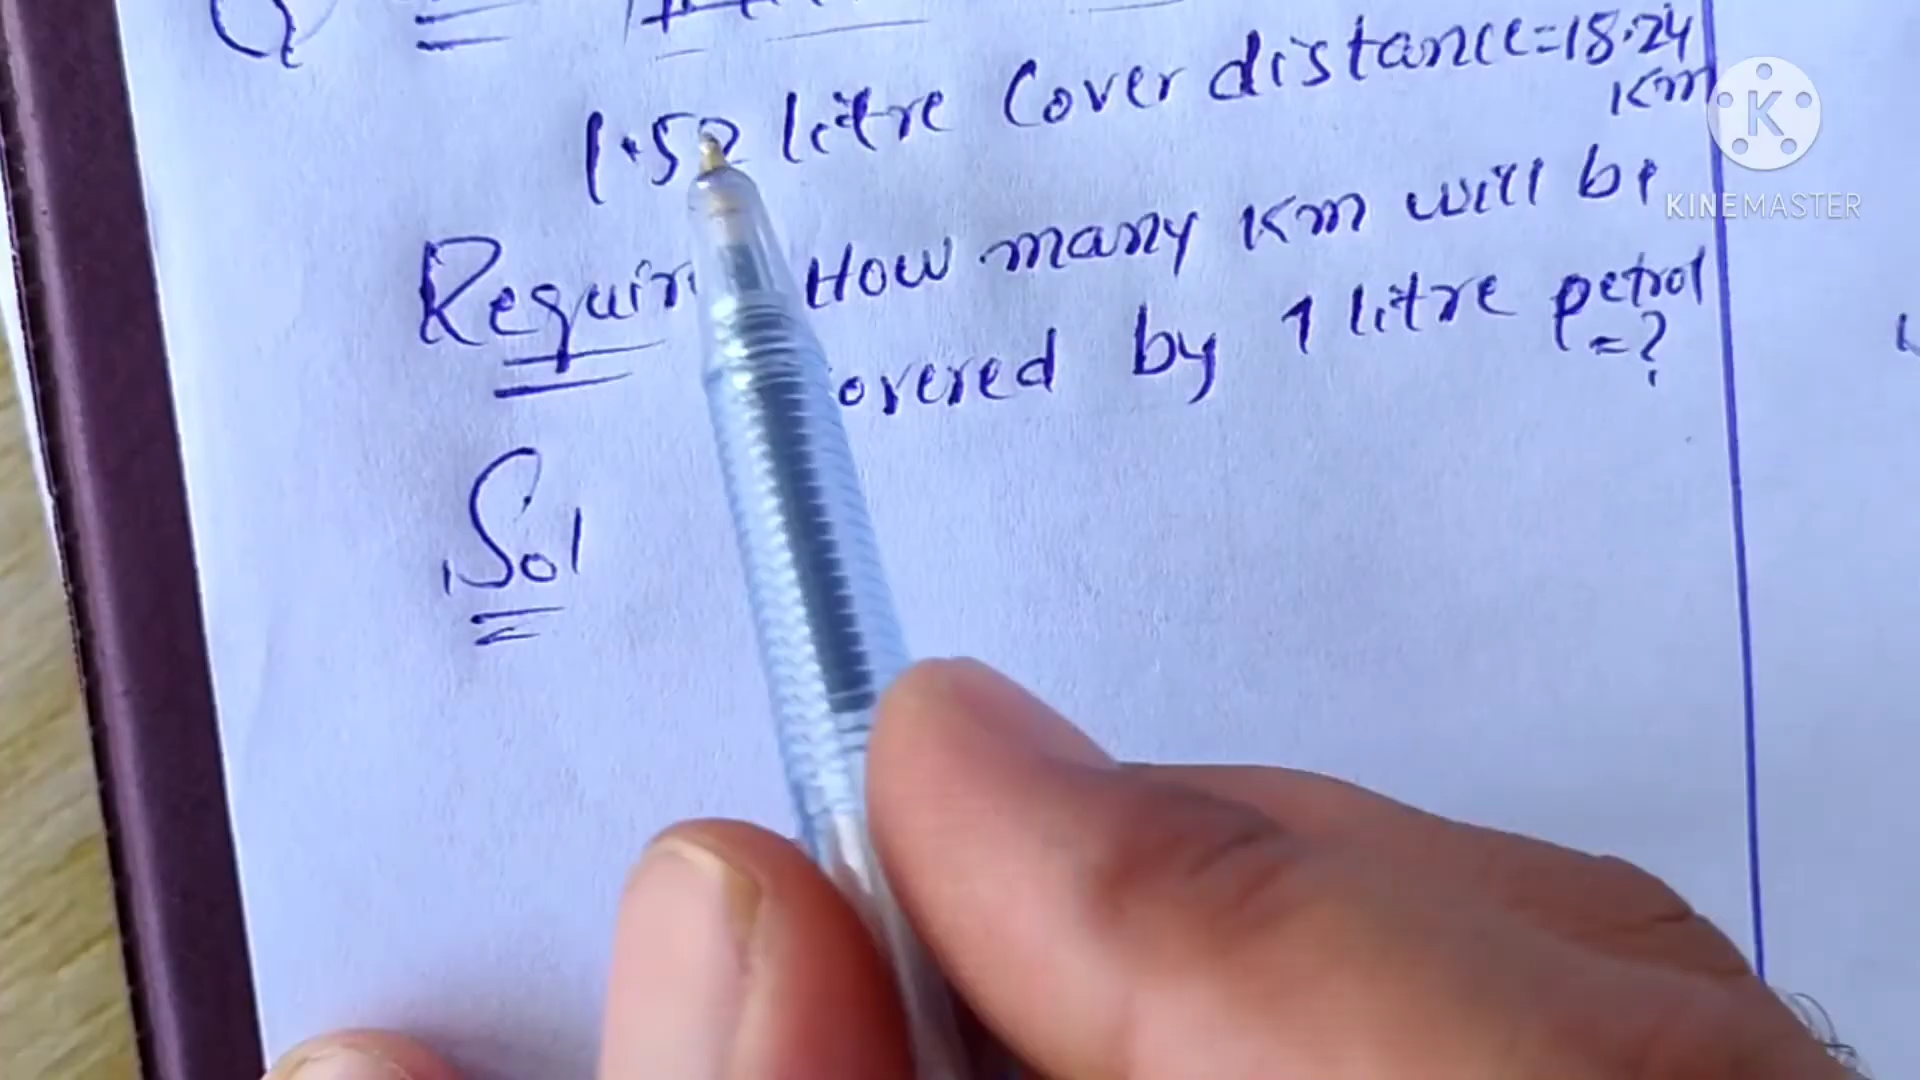 1.52 litre Cover distance=18.24
Km
Require How many Km will be
covered by 1 litre petrol
=?
Sol
K
KINEMASTER